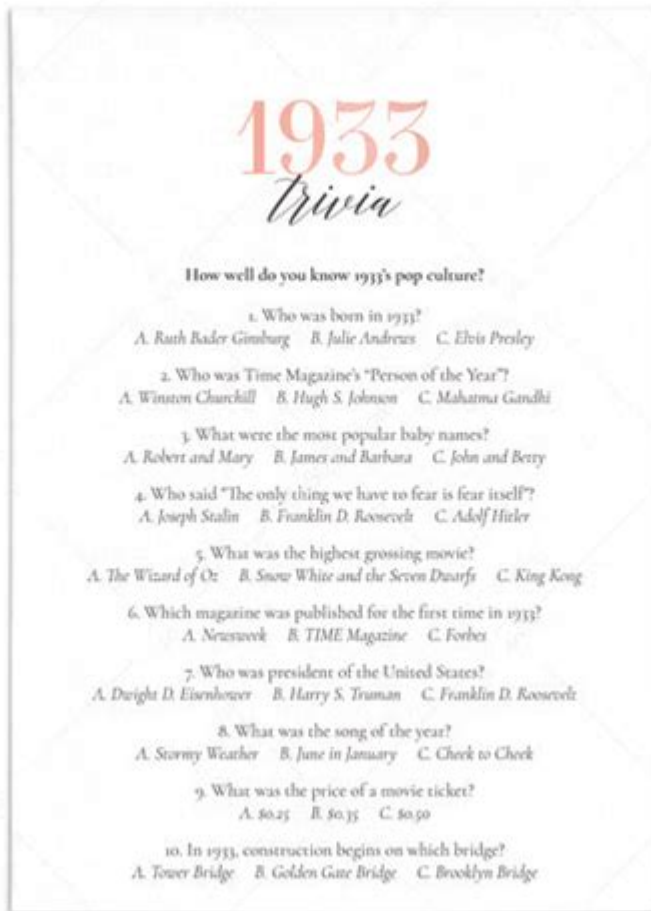 1933
trivia
How well do you know 1933's pop culture?
1. Who was born in 1933?
A. Ruth Bader Ginsburg B. Julie Andrews C. Elvis Presley
2. Who was Time Magazine's "Person of the Year"?
A. Winston Churchill B. Hugh S. Johnson C. Mahatma Gandhi
3. What were the most popular baby names?
A. Robert and Mary B. James and Barbara C. John and Betty
4. Who said "The only thing we have to fear is fear itself"?
A. Joseph Stalin B. Franklin D. Roosevelt C. Adolf Hitler
5. What was the highest grossing movie?
A. The Wizard of Oz B. Snow White and the Seven Dwarfs C. King Kong
6. Which magazine was published for the first time in 1933?
A. Newsweek B. TIME Magazine C. Forbes
7. Who was president of the United States?
A. Dwight D. Eisenhower B. Harry S. Truman C. Franklin D. Roosevelt
8. What was the song of the year?
A. Stormy Weather B. June in January C. Cheek to Cheek
9. What was the price of a movie ticket?
A. $0.25 B. $0.35 C. $0.50
10. In 1933, construction begins on which bridge?
A. Tower Bridge B. Golden Gate Bridge C. Brooklyn Bridge